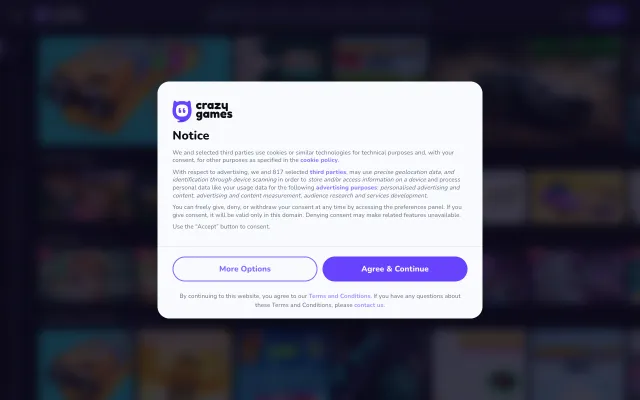 crazy
games
Notice
We and selected third parties use cookies or similar technologies for technical purposes and, with your
consent, for other purposes as specified in the cookie policy.
With respect to advertising, we and 817 selected third parties, may use precise geolocation data, and
identification through device scanning in order to store and/or access information on a device and process
personal data like your usage data for the following advertising purposes: personalised advertising and
content, advertising and content measurement, audience research and services development.
You can freely give, deny, or withdraw your consent at any time by accessing the preferences panel. If you
give consent, it will be valid only in this domain. Denying consent may make related features unavailable.
Use the "Accept" button to consent.
More Options
Agree & Continue
By continuing to this website, you agree to our Terms and Conditions. If you have any questions about
these Terms and Conditions, please contact us.